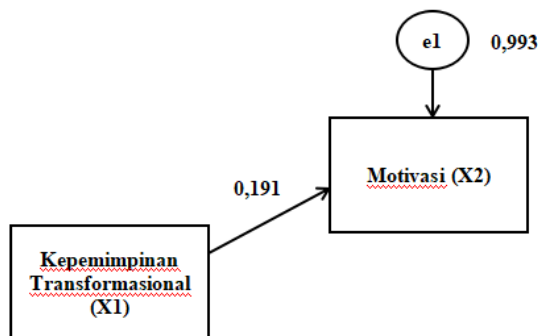 e1
0,993
Motivasi (X2)
0,191
Kepemimpinan
Transformasional
(X1)